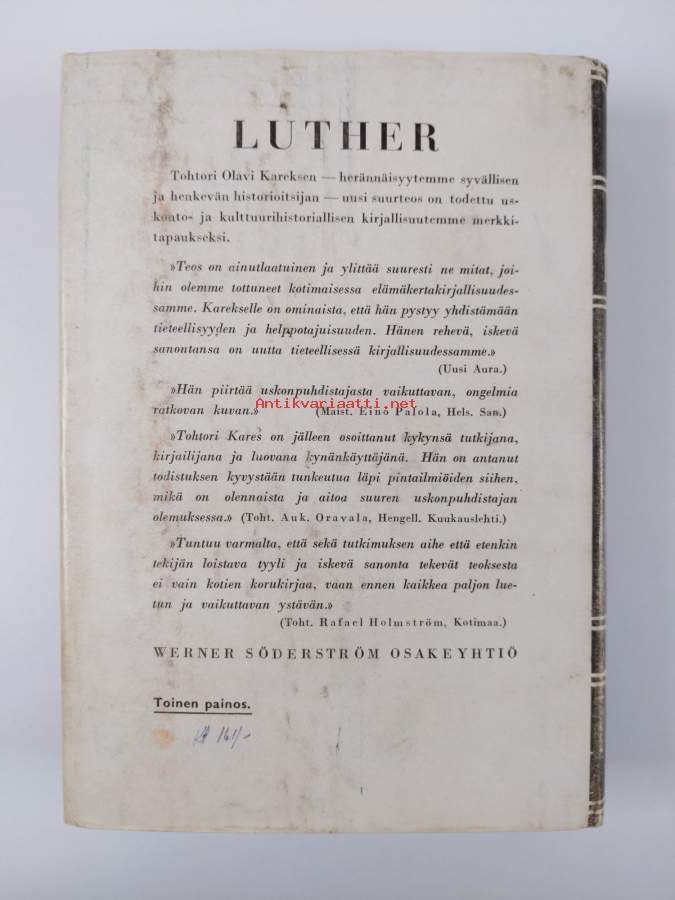 LUTHER
Tohtori Olavi Kareksen — herännäisyytemme syvällisen
ja henkevän historioitsijan — uusi suurteos on todettu us-
konto- ja kulttuurihistoriallisen kirjallisuutemme merkki-
tapaukseksi.
»Teos on ainutlaatuinen ja ylittää suuresti ne mitat, joi-
hin olemme tottuneet kotimaisessa elämäkertakirjallisuudes-
samme. Karekselle on ominaista, että hän pystyy yhdistämään
tieteellisyyden ja helppotajuisuuden. Hänen rehevä, iskevä
sanontansa on uutta tieteellisessä kirjallisuudessamme.»
(Uusi Aura.)
»Hän piirtää uskonpuhdistajasta vaikuttavan, ongelmia
Antikvariaatti.net
ratkovan kuvan.» (Maist. Eino Palola, Hels. San.)
»Tohtori Kares on jälleen osoittanut kykynsä tutkijana,
kirjailijana ja luovana kynänkäyttäjänä. Hän on antanut
todistuksen kyvystään tunkeutua läpi pintailmiöiden siihen,
mikä on olennaista ja aitoa suuren uskonpuhdistajan
olemuksessa.» (Toht. Auk. Oravala, Hengell. Kuukauslehti.)
»Tuntuu varmalta, että sekä tutkimuksen aihe että etenkin
tekijän loistava tyyli ja iskevä sanonta tekevät teoksesta
ei vain kotien korukirjaa, vaan ennen kaikkea paljon lue-
tun ja vaikuttavan ystävän.»
(Toht. Rafael Holmström, Kotimaa.)
WERNER SÖDERSTRÖM OSAKEYHTIÖ
Toinen painos.